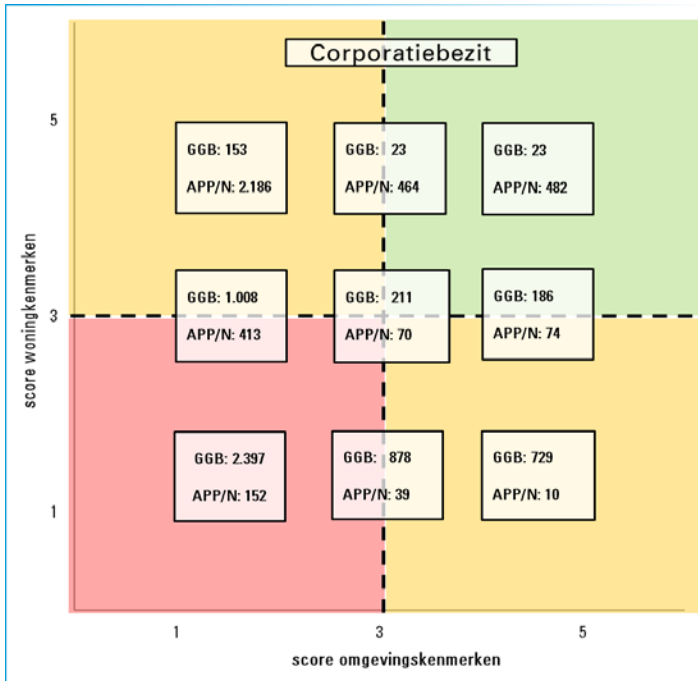 Corporatiebezit
5
GGB: 153
APP/N: 2.186
GGB: 23
APP/N: 464
GGB: 23
APP/N: 482
score woningkenmerken
3
GGB: 1.008
APP/N: 413
GGB: 211
APP/N: 70
GGB: 186
APP/N: 74
1
GGB: 2.397
APP/N: 152
GGB: 878
APP/N: 39
GGB: 729
APP/N: 10
1 3 5
score omgevingskenmerken